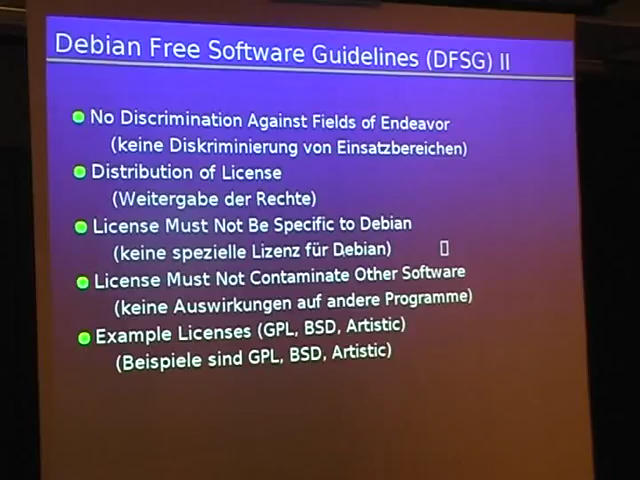 Debian Free Software Guidelines (DFSG) II
No Discrimination Against Fields of Endeavor
(keine Diskriminierung von Einsatzbereichen)
Distribution of License
(Weitergabe der Rechte)
License Must Not Be Specific to Debian
(keine spezielle Lizenz für Debian)
License Must Not Contaminate Other Software
(keine Auswirkungen auf andere Programme)
Example Licenses (GPL, BSD, Artistic)
(Beispiele sind GPL, BSD, Artistic)